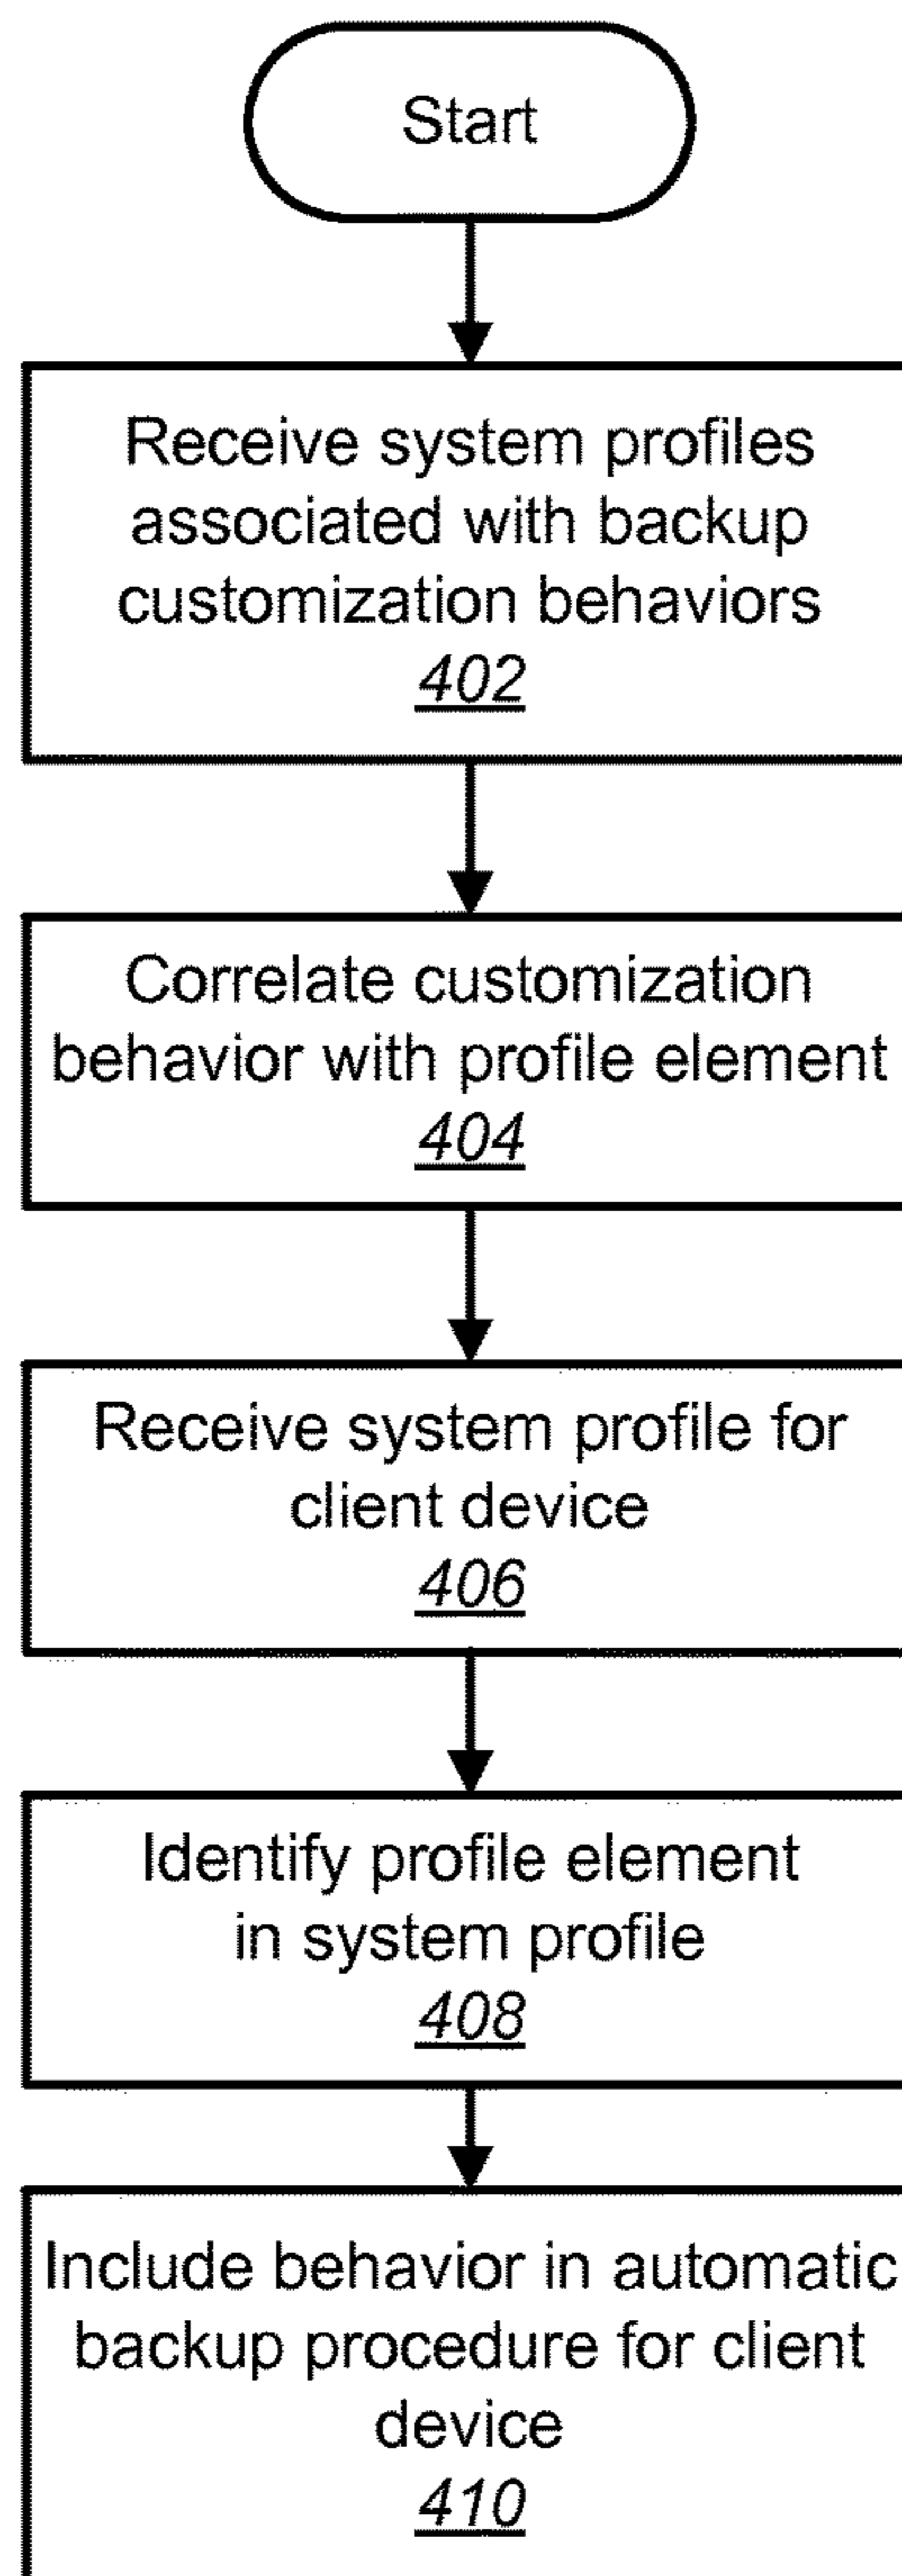 Start
Receive system profiles
associated with backup
customization behaviors
402
Correlate customization
behavior with profile element
404
Receive system profile for
client device
406
Identify profile element
in system profile
408
Include behavior in automatic
backup procedure for client
device
410